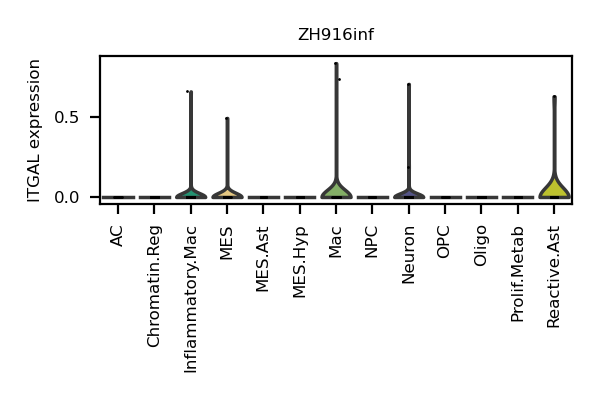 ZH916inf
ITGAL expression
0.5
0.0
AC
Chromatin.Reg
Inflammatory.Mac
MES
MES.Ast
MES.Hyp
Mac
NPC
Neuron
OPC
Oligo
Prolif.Metab
Reactive.Ast